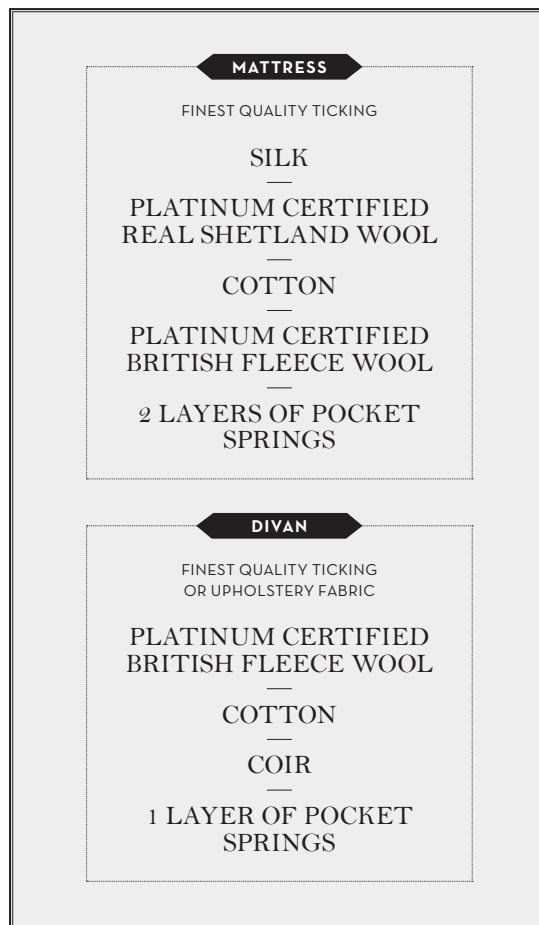 MATTRESS
FINEST QUALITY TICKING
SILK
PLATINUM CERTIFIED
REAL SHETLAND WOOL
COTTON
PLATINUM CERTIFIED
BRITISH FLEECE WOOL
2 LAYERS OF POCKET
SPRINGS
DIVAN
FINEST QUALITY TICKING
OR UPHOLSTERY FABRIC
PLATINUM CERTIFIED
BRITISH FLEECE WOOL
COTTON
COIR
1 LAYER OF POCKET
SPRINGS